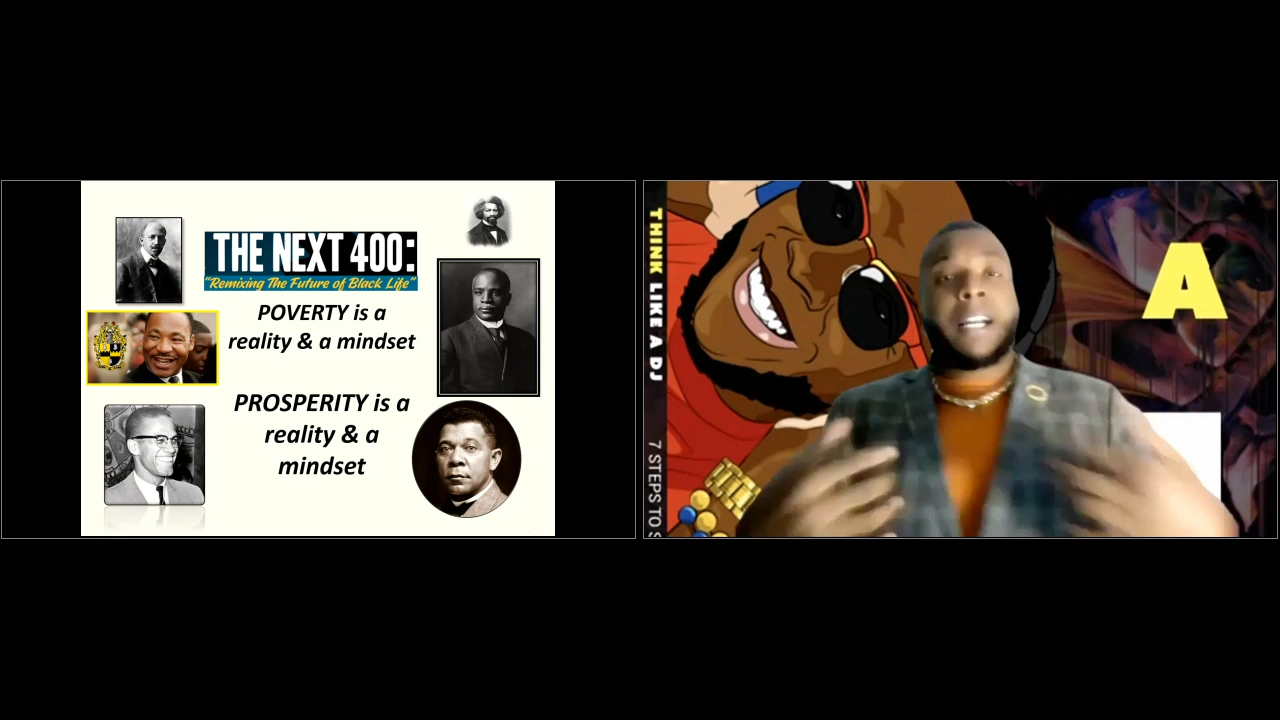 THE NEXT 400:
"Remixing The Future of Black Life"
POVERTY is a
reality & a mindset
PROSPERITY is a
reality & a
mindset
THINK LIKE A DJ
7 STEPS TO
A